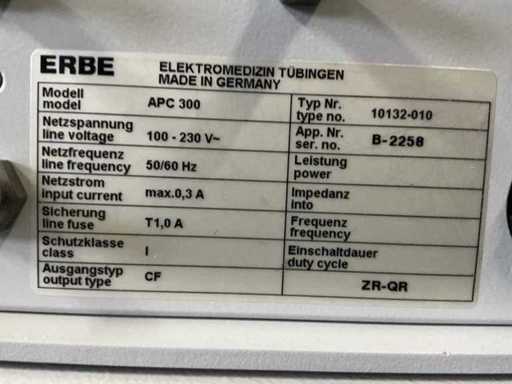 ERBE ELEKTROMEDIZIN TÜBINGEN
MADE IN GERMANY
Modell
model APC 300
Typ Nr.
type no. 10132-010
Netzspannung
line voltage 100 - 230 V~
App. Nr.
ser. no. B-2258
Netzfrequenz
line frequency 50/60 Hz
Leistung
power
Netzstrom
input current max.0,3 A
Impedanz
into
Sicherung
line fuse T1,0 A
Frequenz
frequency
Schutzklasse
class I
Einschaltdauer
duty cycle
Ausgangstyp
output type CF
ZR-QR